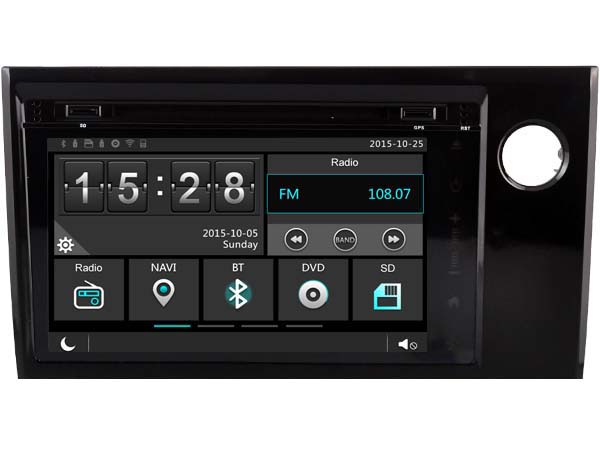 SD
GPS
RST
2015-10-25
15:28
2015-10-05
Sunday
Radio
FM 108.07
BAND
Radio
NAVI
BT
DVD
SD